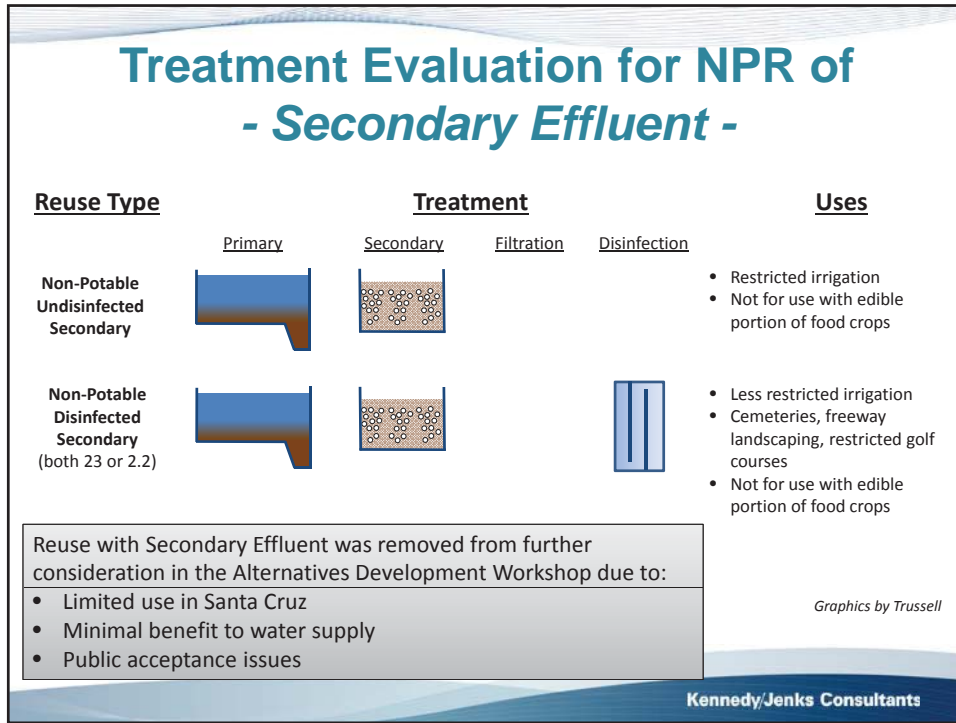 Treatment Evaluation for NPR of
- Secondary Effluent -
Reuse Type
Treatment
Uses
Primary
Secondary
Filtration
Disinfection
Non-Potable
Undisinfected
Secondary
• Restricted irrigation
• Not for use with edible
portion of food crops
Non-Potable
Disinfected
Secondary
(both 23 or 2.2)
• Less restricted irrigation
• Cemeteries, freeway
landscaping, restricted golf
courses
• Not for use with edible
portion of food crops
Reuse with Secondary Effluent was removed from further
consideration in the Alternatives Development Workshop due to:
• Limited use in Santa Cruz
• Minimal benefit to water supply
• Public acceptance issues
Graphics by Trussell
Kennedy/Jenks Consultants